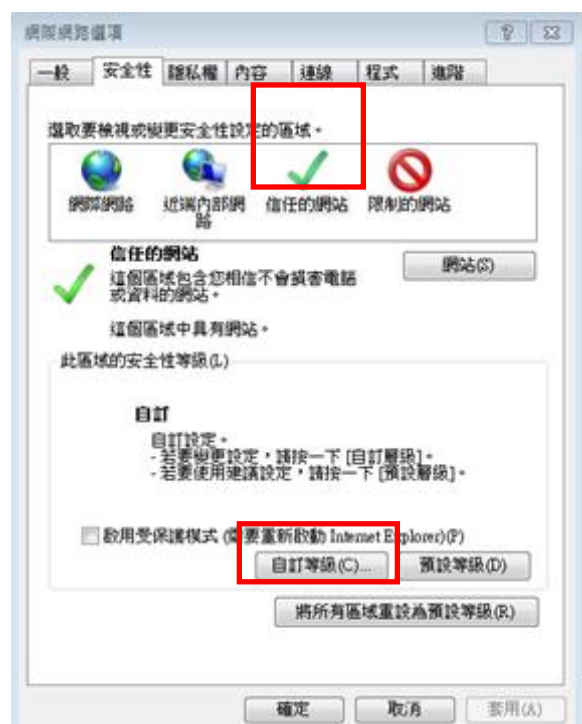 網際網路選項
一般 安全性 隱私權 內容 連線 程式 進階
選取要檢視或變更安全性設定的區域。
網際網路 近端內部網路 信任的網站 限制的網站
信任的網站
網站(S)
這個區域包含您相信不會損害電腦
或資料的網站。
這個區域中具有網站。
此區域的安全性等級(L)
自訂
自訂設定。
- 若要變更設定，請按一下 [自訂層級]。
- 若要使用建議設定，請按一下 [預設層級]。
啟用受保護模式 (需要重新啟動 Internet Explorer)(P)
自訂等級(C)... 預設等級(D)
將所有區域重設為預設等級(R)
確定 取消 套用(A)